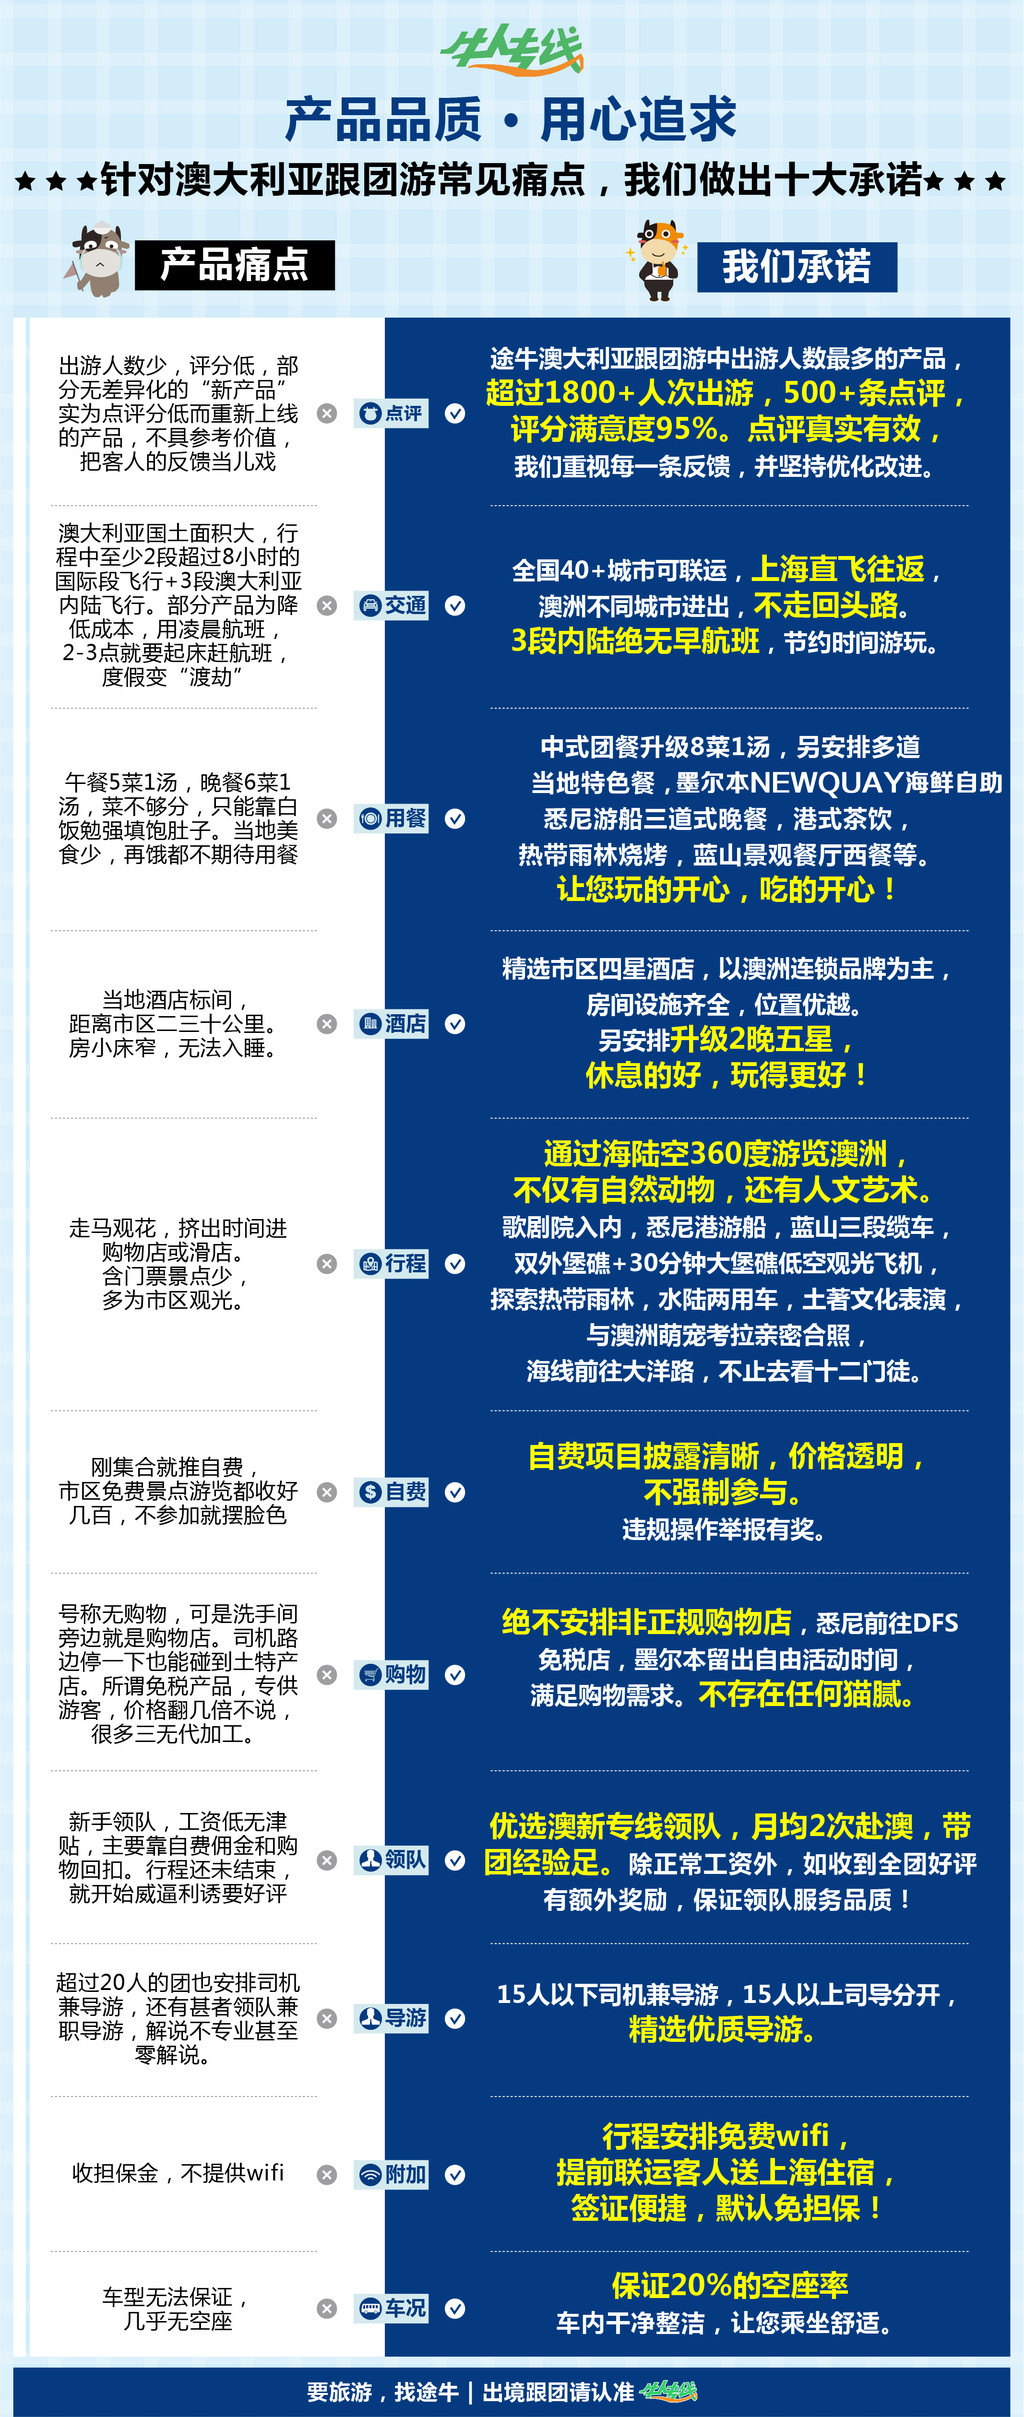 牛人专线
产品品质·用心追求
★★★针对澳大利亚跟团游常见痛点，我们做出十大承诺★★★
产品痛点
我们承诺
出游人数少，评分低，部
分无差异化的“新产品”
实为点评分低而重新上线
的产品，不具参考价值，
把客人的反馈当儿戏
点评
途牛澳大利亚跟团游中出游人数最多的产品，
超过1800+人次出游，500+条点评，
评分满意度95%。点评真实有效，
我们重视每一条反馈，并坚持优化改进。
澳大利亚国土面积大，行
程中至少2段超过8小时的
国际段飞行+3段澳大利亚
内陆飞行。部分产品为降
低成本，用凌晨航班，
2-3点就要起床赶航班，
度假变“渡劫”
交通
全国40+城市可联运，上海直飞往返，
澳洲不同城市进出，不走回头路。
3段内陆绝无早航班，节约时间游玩。
午餐5菜1汤，晚餐6菜1
汤，菜不够分，只能靠白
饭勉强填饱肚子。当地美
食少，再饿都不期待用餐
用餐
中式团餐升级8菜1汤，另安排多道
当地特色餐，墨尔本NEWQUAY海鲜自助
悉尼游船三道式晚餐，港式茶饮，
热带雨林烧烤，蓝山景观餐厅西餐等。
让您玩的开心，吃的开心！
当地酒店标间，
距离市区二三十公里。
房小床窄，无法入睡。
酒店
精选市区四星酒店，以澳洲连锁品牌为主，
房间设施齐全，位置优越。
另安排升级2晚五星，
休息的好，玩得更好！
走马观花，挤出时间进
购物店或滑店。
含门票景点少，
多为市区观光。
行程
通过海陆空360度游览澳洲，
不仅有自然动物，还有人文艺术。
歌剧院入内，悉尼港游船，蓝山三段缆车，
双外堡礁+30分钟大堡礁低空观光飞机，
探索热带雨林，水陆两用车，土著文化表演，
与澳洲萌宠考拉亲密合照，
海线前往大洋路，不止去看十二门徒。
刚集合就推自费，
市区免费景点游览都收好
几百，不参加就摆脸色
自费
自费项目披露清晰，价格透明，
不强制参与。
违规操作举报有奖。
号称无购物，可是洗手间
旁边就是购物店。司机路
边停一下也能碰到土特产
店。所谓免税产品，专供
游客，价格翻几倍不说，
很多三无代加工。
购物
绝不安排非正规购物店，悉尼前往DFS
免税店，墨尔本留出自由活动时间，
满足购物需求。不存在任何猫腻。
新手领队，工资低无津
贴，主要靠自费佣金和购
物回扣。行程还未结束，
就开始威逼利诱要好评
领队
优选澳新专线领队，月均2次赴澳，带
团经验足。除正常工资外，如收到全团好评
有额外奖励，保证领队服务品质！
超过20人的团也安排司机
兼导游，还有甚者领队兼
职导游，解说不专业甚至
零解说。
导游
15人以下司机兼导游，15人以上司导分开，
精选优质导游。
收担保金，不提供wifi
附加
行程安排免费wifi，
提前联运客人送上海住宿，
签证便捷，默认免担保！
车型无法保证，
几乎无空座
车况
保证20%的空座率
车内干净整洁，让您乘坐舒适。
要旅游，找途牛｜出境跟团请认准 牛人专线